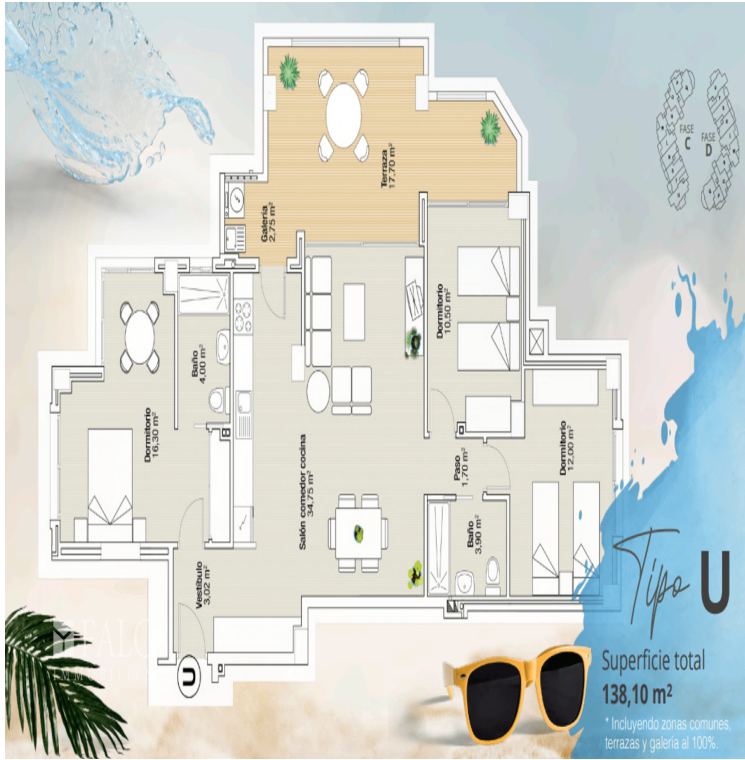 Terraza
17,70 m²
Galería
2,75 m²
Dormitorio
10,50 m²
Baño
4,00 m²
Dormitorio
16,30 m²
Salón comedor cocina
34,75 m²
Paso
1,70 m²
Dormitorio
12,00 m²
Baño
3,90 m²
Vestíbulo
3,02 m²
U
FASE
C
FASE
D
Tipo U
Superficie total
138,10 m²
* Incluyendo zonas comunes,
terrazas y galería al 100%.